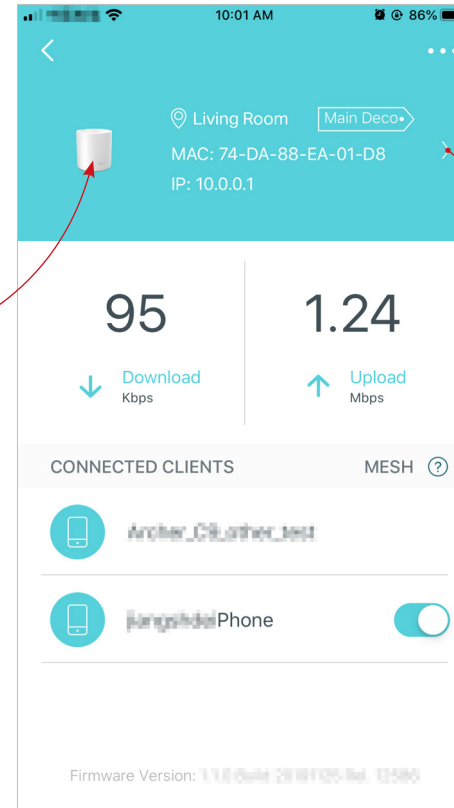 10:01 AM
86%
Living Room
Main Deco
MAC: 74-DA-88-EA-01-D8
IP: 10.0.0.1
95
1.24
Download
Kbps
Upload
Mbps
CONNECTED CLIENTS
MESH ?
Phone
Firmware Version: